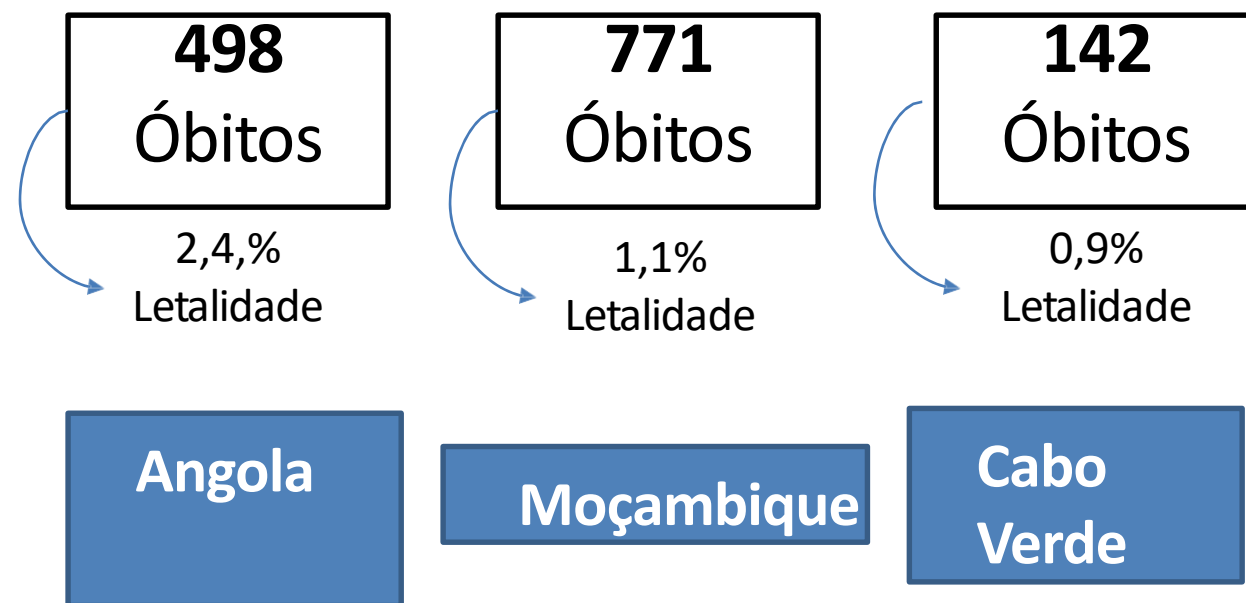 498
Óbitos
2,4,%
Letalidade
771
Óbitos
1,1%
Letalidade
142
Óbitos
0,9%
Letalidade
Angola
Moçambique
Cabo
Verde